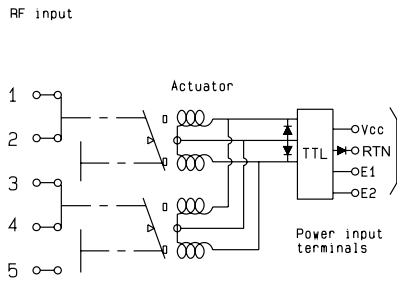 RF input
Actuator
1
2
3
4
5
TTL
Vcc
RTN
E1
E2
Power input
terminals